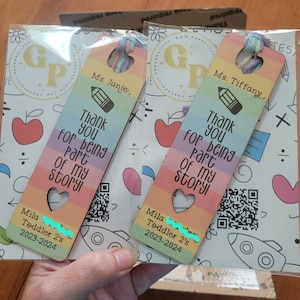 GP
Ms. Janie,
Thank
you
for being
part
of my
story!
Mila
Toddler 2's
2023-2024
GP
Ms. Tiffany,
Thank
you
for being
part
of my
story!
Mila
Toddler 2's
2023-2024